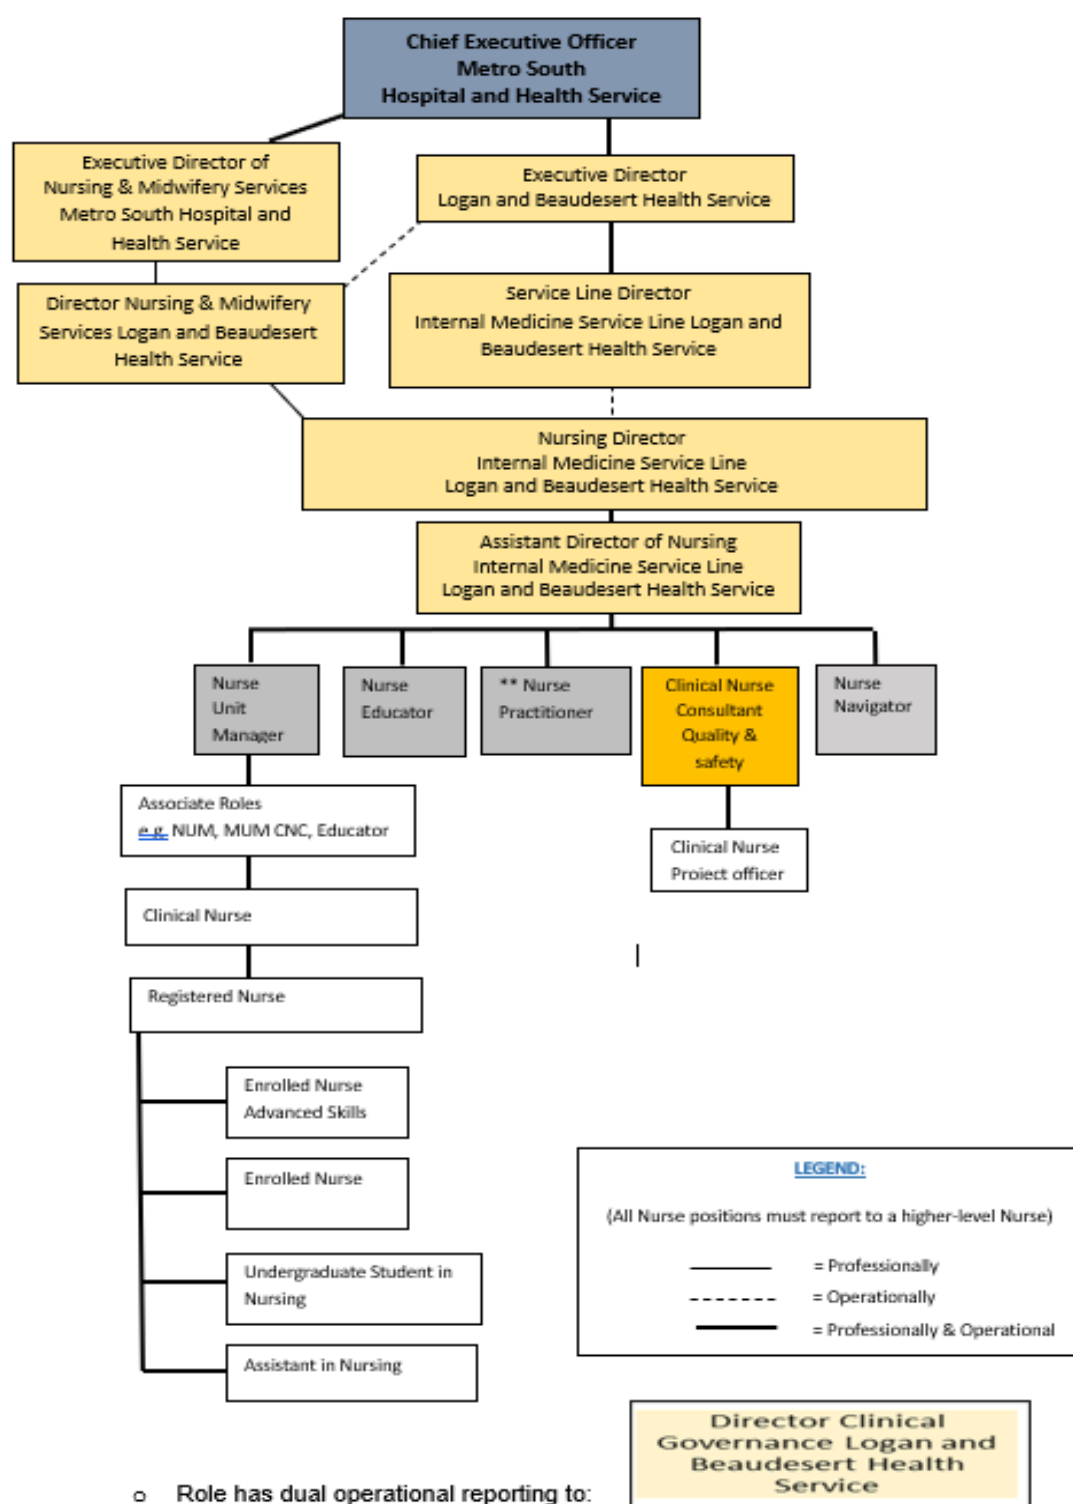 Chief Executive Officer
Metro South
Hospital and Health Service
Executive Director of
Nursing & Midwifery Services
Metro South Hospital and
Health Service
Executive Director
Logan and Beaudesert Health Service
Director Nursing & Midwifery
Services Logan and Beaudesert
Health Service
Service Line Director
Internal Medicine Service Line Logan and
Beaudesert Health Service
Nursing Director
Internal Medicine Service Line
Logan and Beaudesert Health Service
Assistant Director of Nursing
Internal Medicine Service Line
Logan and Beaudesert Health Service
Nurse
Unit
Manager
Nurse
Educator
** Nurse
Practitioner
Clinical Nurse
Consultant
Quality &
safety
Nurse
Navigator
Associate Roles
e.g. NUM, MUM CNC, Educator
Clinical Nurse
Project officer
Clinical Nurse
Registered Nurse
Enrolled Nurse
Advanced Skills
Enrolled Nurse
Undergraduate Student in
Nursing
Assistant in Nursing
LEGEND:
(All Nurse positions must report to a higher-level Nurse)
= Professionally
= Operationally
= Professionally & Operational
Director Clinical
Governance Logan and
Beaudesert Health
Service
o Role has dual operational reporting to: